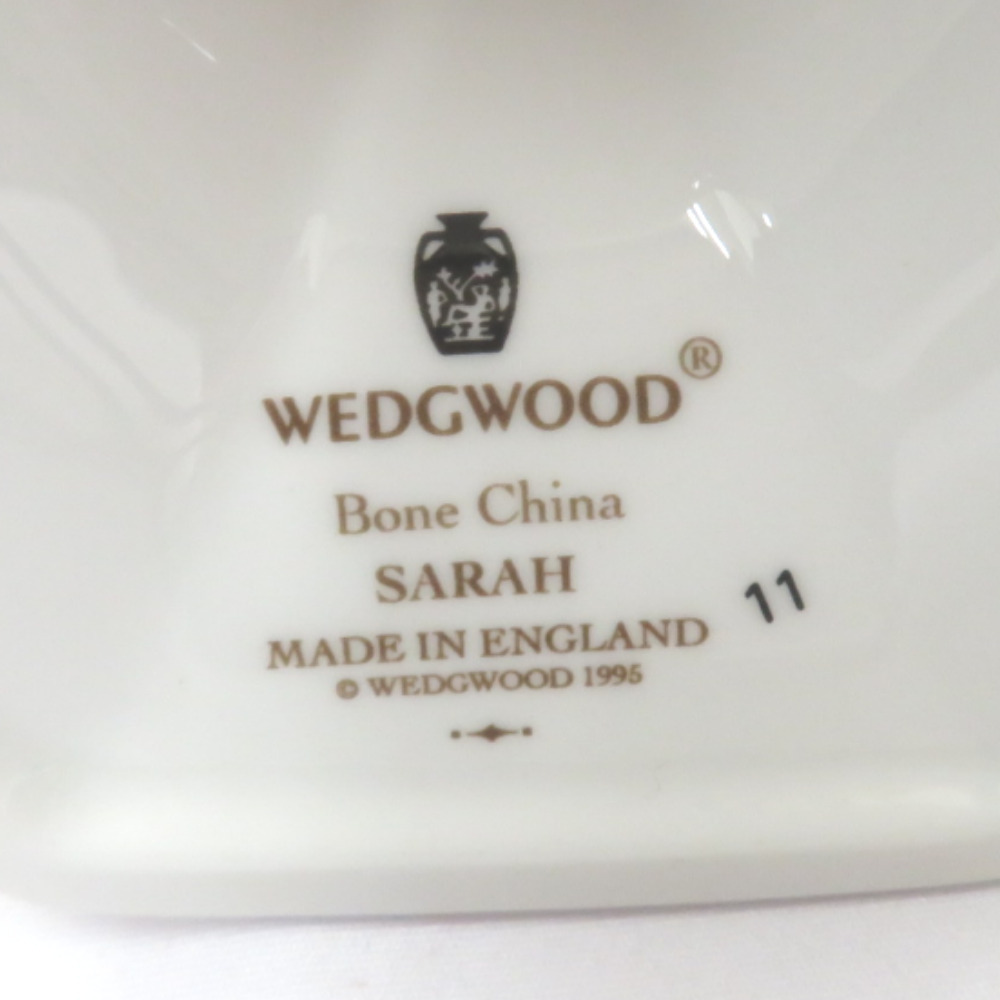 WEDGWOOD®
Bone China
SARAH
MADE IN ENGLAND
© WEDGWOOD 1995
11